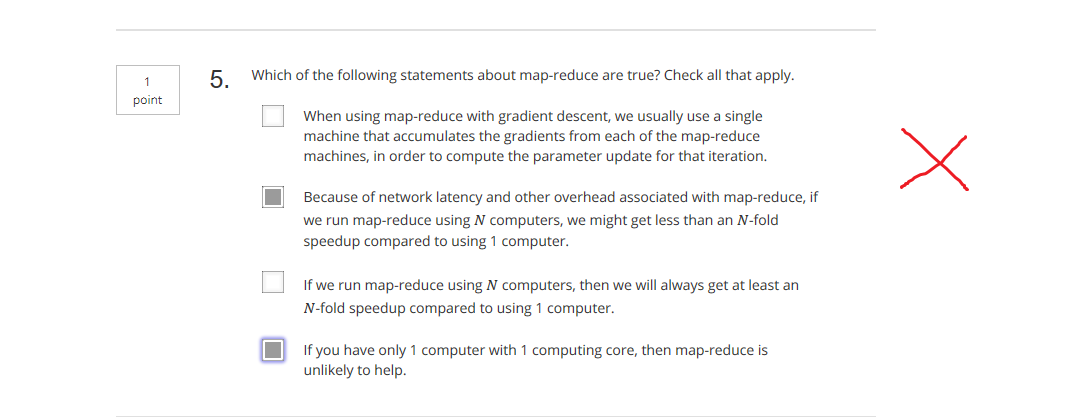 1
point
5.
Which of the following statements about map-reduce are true? Check all that apply.
When using map-reduce with gradient descent, we usually use a single
machine that accumulates the gradients from each of the map-reduce
machines, in order to compute the parameter update for that iteration.
Because of network latency and other overhead associated with map-reduce, if
we run map-reduce using N computers, we might get less than an N-fold
speedup compared to using 1 computer.
If we run map-reduce using N computers, then we will always get at least an
N-fold speedup compared to using 1 computer.
If you have only 1 computer with 1 computing core, then map-reduce is
unlikely to help.